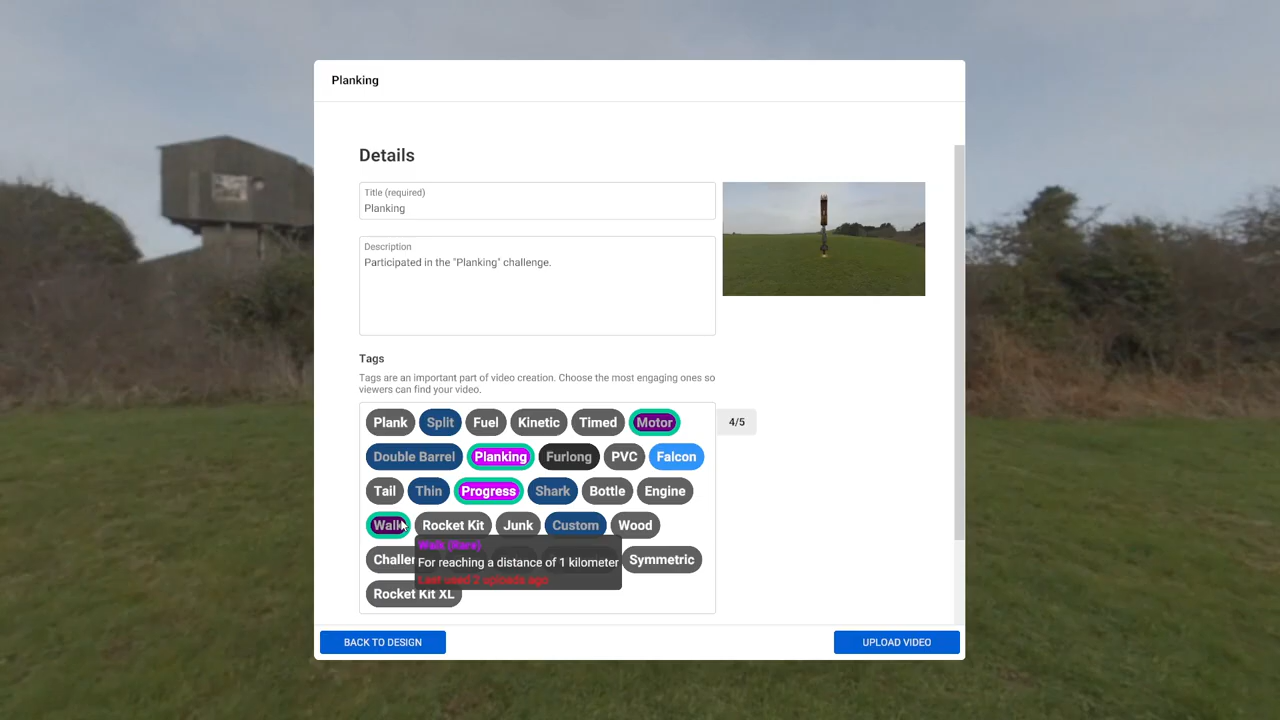 Planking
Details
Title (required)
Planking
Description
Participated in the "Planking" challenge.
Tags
Tags are an important part of video creation. Choose the most engaging ones so
viewers can find your video.
Plank Split Fuel Kinetic Timed Motor 4/5
Double Barrel Planking Furlong PVC Falcon
Tail Thin Progress Shark Bottle Engine
Walk Rocket Kit Junk Custom Wood
Walk (Rare)
Challen Symmetric
For reaching a distance of 1 kilometer
Last used 2 uploads ago
Rocket Kit XL
BACK TO DESIGN UPLOAD VIDEO